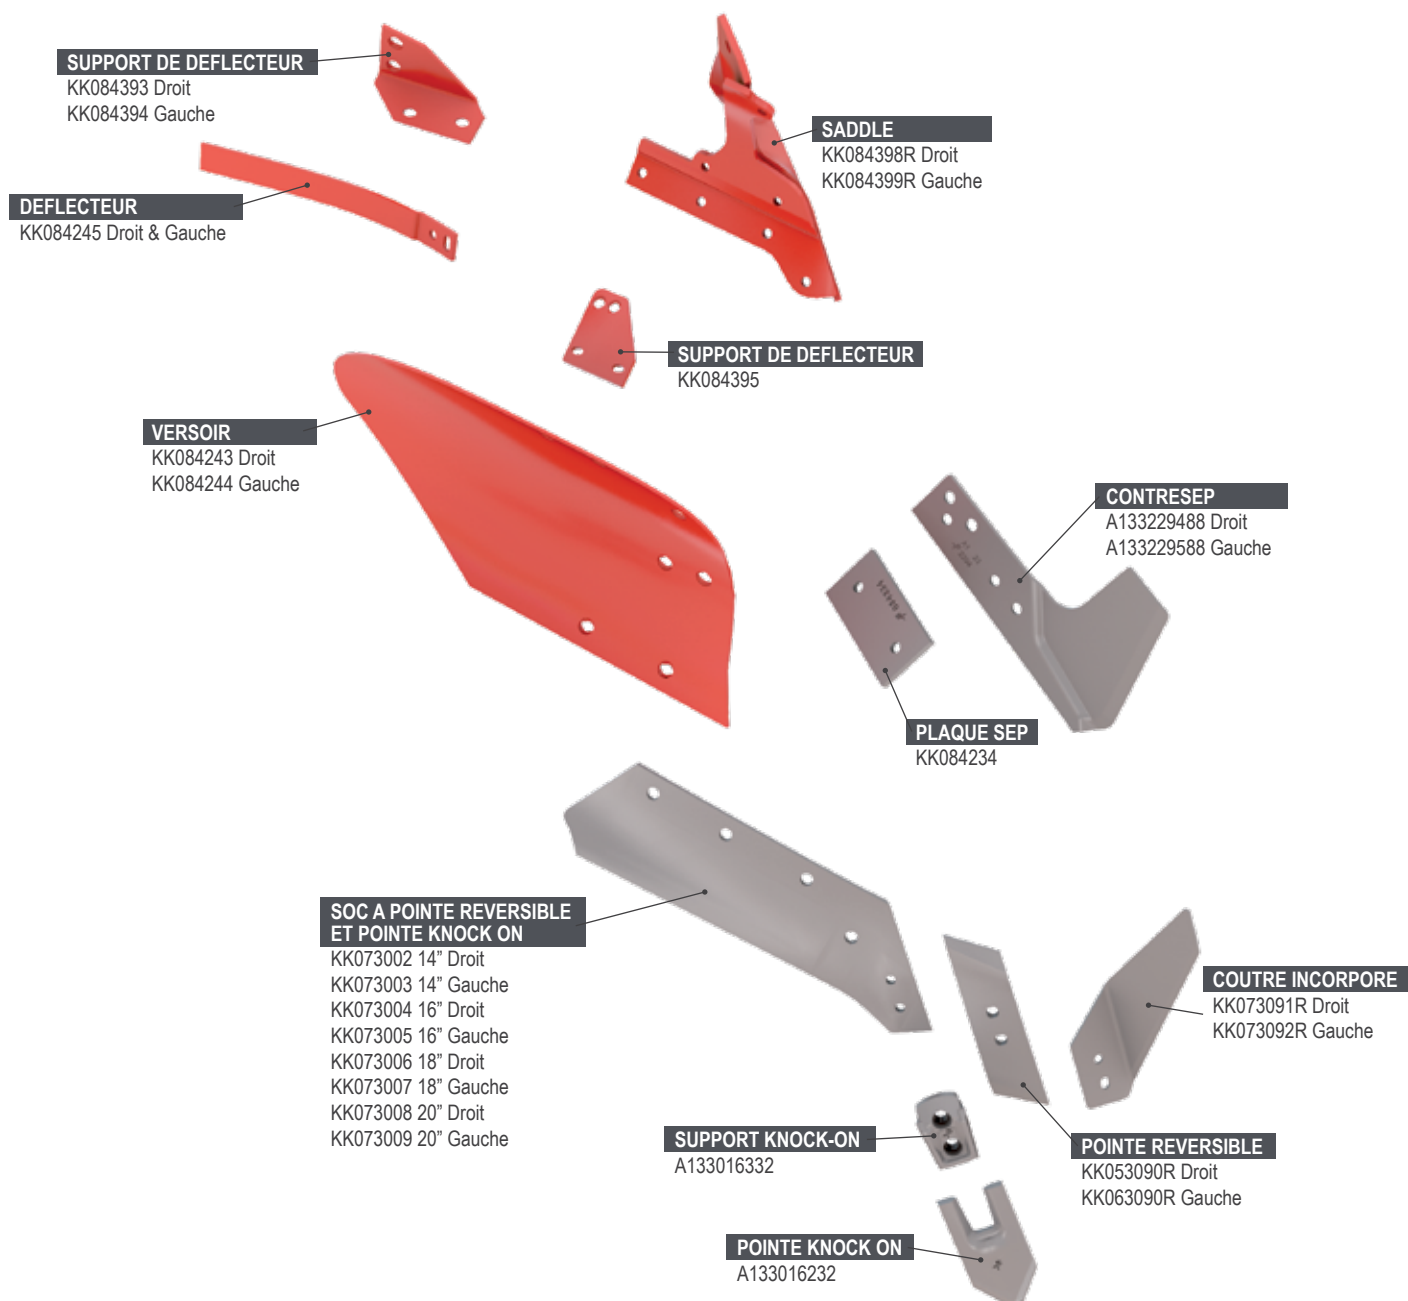 SUPPORT DE DEFLECTEUR
KK084393 Droit
KK084394 Gauche
SADDLE
KK084398R Droit
KK084399R Gauche
DEFLECTEUR
KK084245 Droit & Gauche
SUPPORT DE DEFLECTEUR
KK084395
VERSOIR
KK084243 Droit
KK084244 Gauche
CONTRESEP
A133229488 Droit
A133229588 Gauche
PLAQUE SEP
KK084234
SOC A POINTE REVERSIBLE
ET POINTE KNOCK ON
KK073002 14” Droit
KK073003 14” Gauche
KK073004 16” Droit
KK073005 16” Gauche
KK073006 18” Droit
KK073007 18” Gauche
KK073008 20” Droit
KK073009 20” Gauche
COUTRE INCORPORE
KK073091R Droit
KK073092R Gauche
SUPPORT KNOCK-ON
A133016332
POINTE REVERSIBLE
KK053090R Droit
KK063090R Gauche
POINTE KNOCK ON
A133016232